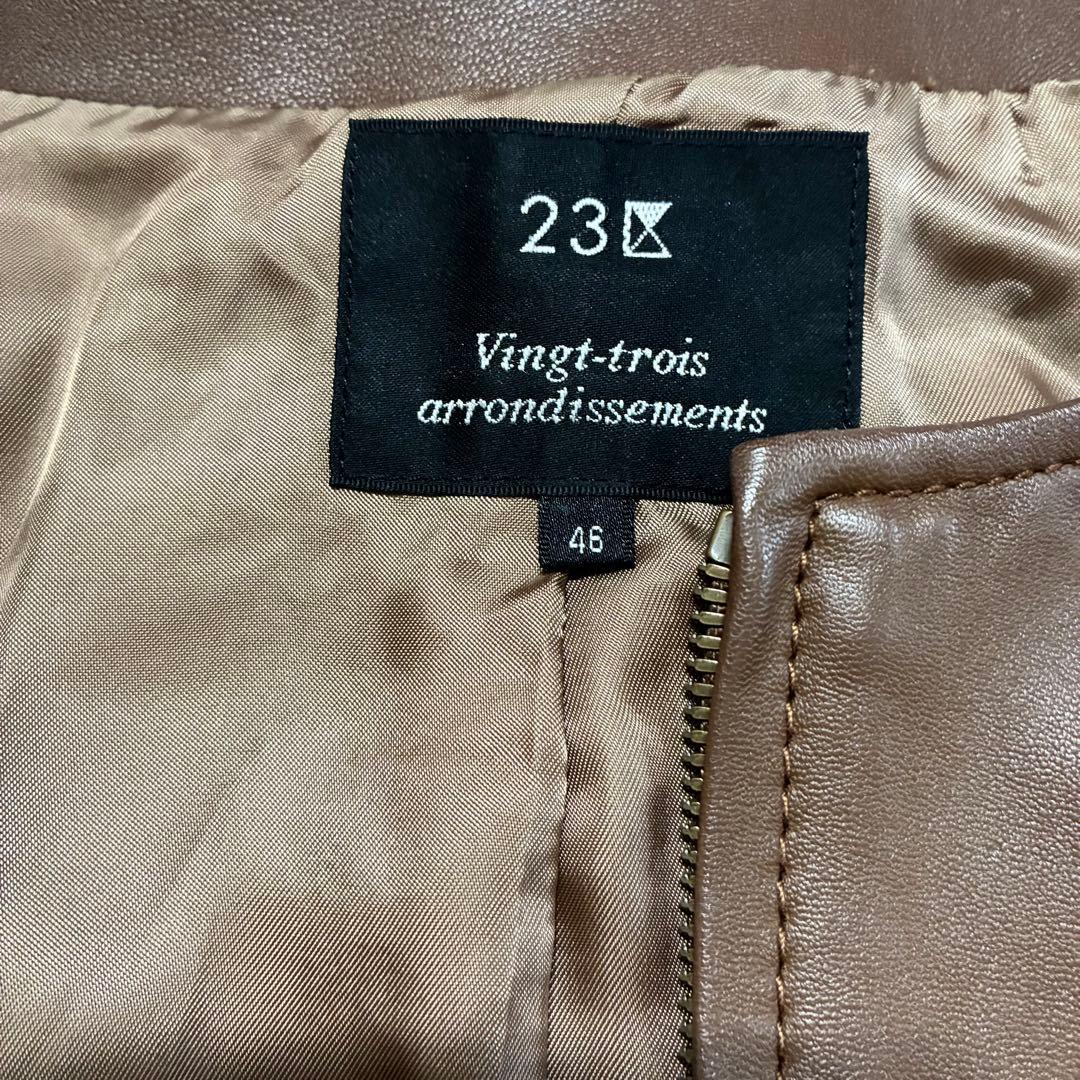 23区
Vingt-trois
arrondissements
46